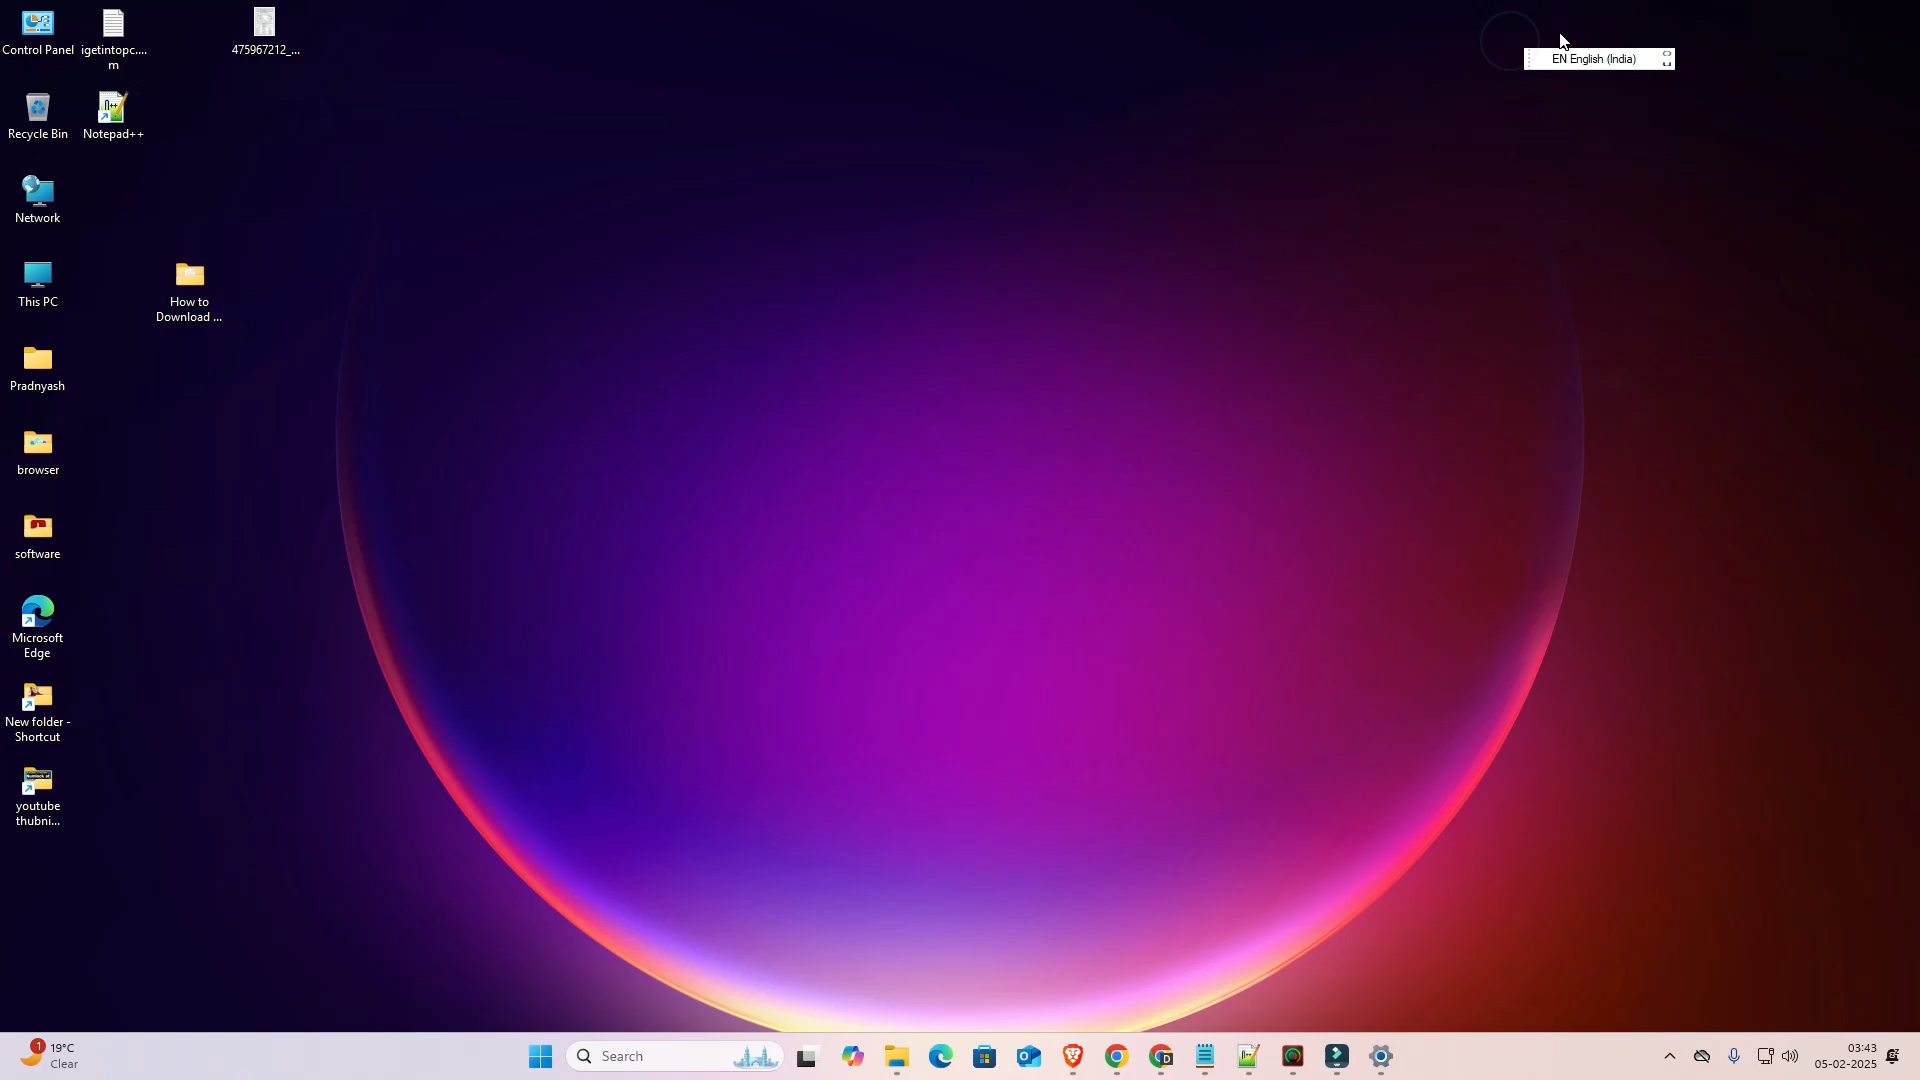 Control Panel
igetintopc....
m
475967212_...
EN English (India)
Recycle Bin
Notepad++
Network
This PC
How to
Download ...
Pradnyash
browser
software
Microsoft
Edge
New folder -
Shortcut
youtube
thubni...
1
19°C
Clear
Search
D
03:43
05-02-2025